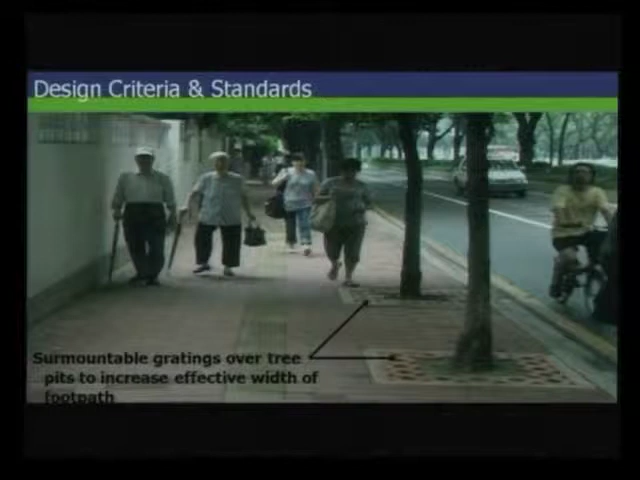 Design Criteria & Standards
Surmountable gratings over tree
pits to increase effective width of
footpath